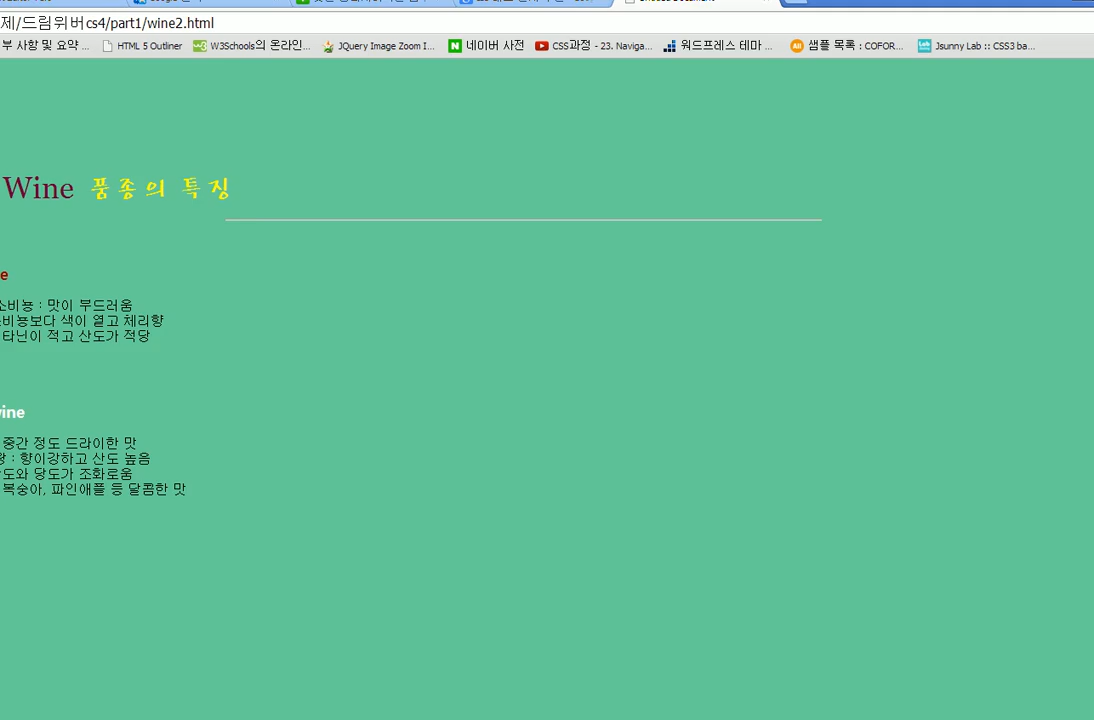 제/드림위버cs4/part1/wine2.html
부 사항 및 요약 ... HTML 5 Outliner W3Schools의 온라인... JQuery Image Zoom I... 네이버 사전 CSS과정 - 23. Naviga... 워드프레스 테마 ... 샘플 목록 : COFOR... Jsunny Lab :: CSS3 ba...
Wine 품종의 특징
e
소비뇽 : 맛이 부드러움
비뇽보다 색이 옅고 체리향
타닌이 적고 산도가 적당
wine
중간 정도 드라이한 맛
: 향이강하고 산도 높음
도와 당도가 조화로움
복숭아, 파인애플 등 달콤한 맛